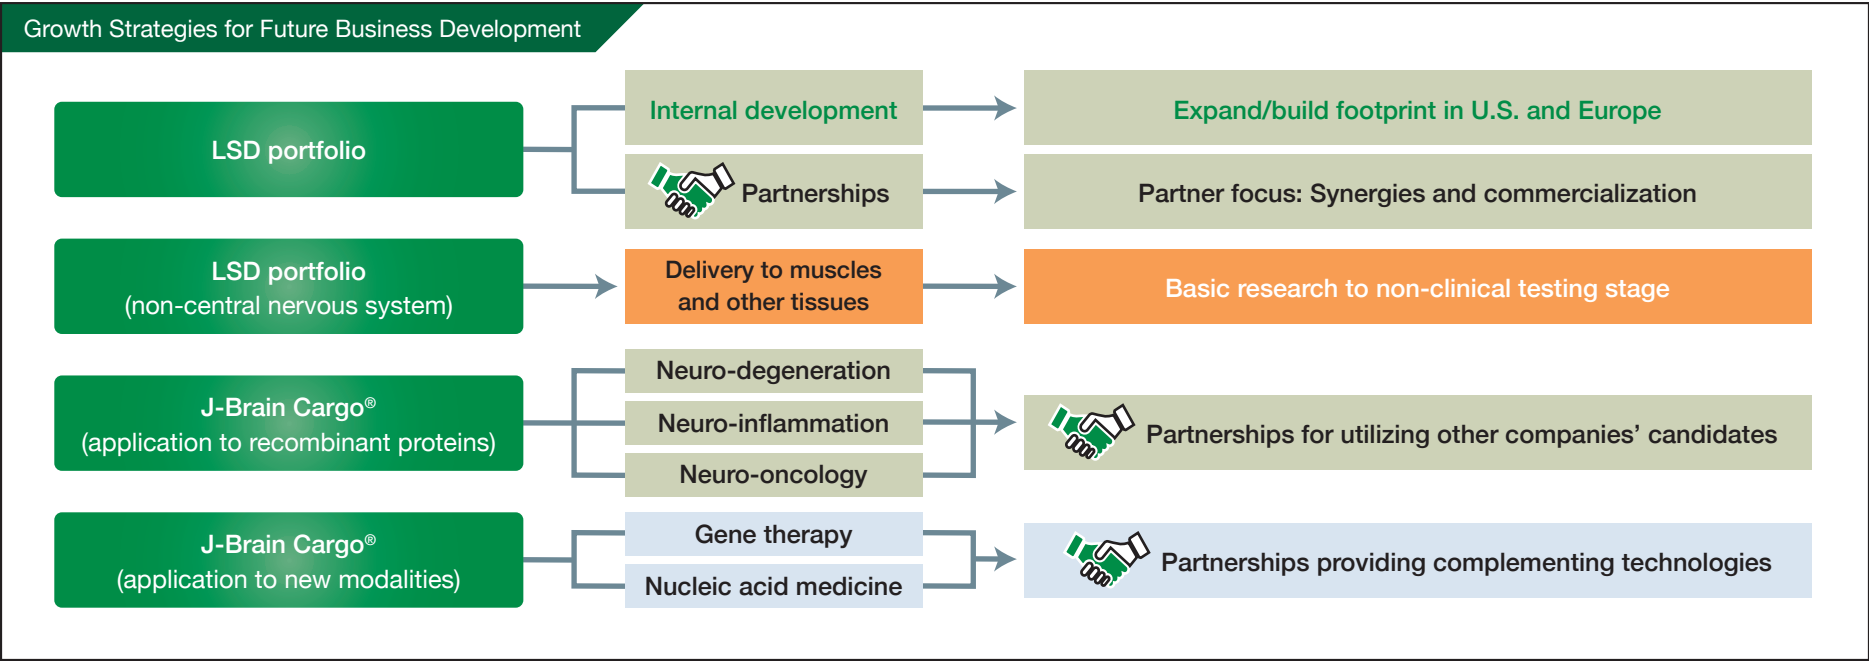 Growth Strategies for Future Business Development
LSD portfolio
Internal development
Expand/build footprint in U.S. and Europe
Partnerships
Partner focus: Synergies and commercialization
LSD portfolio
(non-central nervous system)
Delivery to muscles
and other tissues
Basic research to non-clinical testing stage
J-Brain Cargo®
(application to recombinant proteins)
Neuro-degeneration
Neuro-inflammation
Neuro-oncology
Partnerships for utilizing other companies’ candidates
J-Brain Cargo®
(application to new modalities)
Gene therapy
Nucleic acid medicine
Partnerships providing complementing technologies